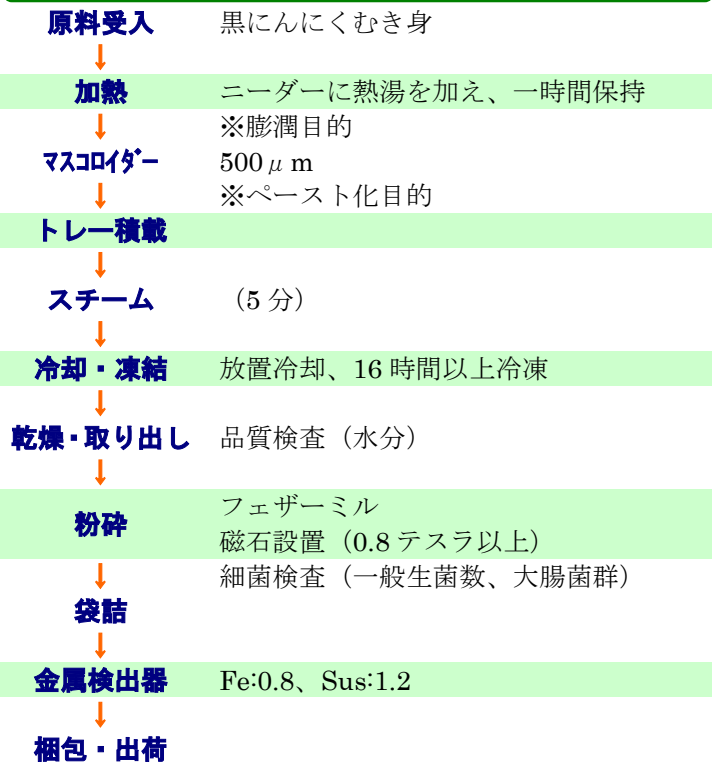 原料受入 黒にんにくむき身
↓
加熱 ニーダーに熱湯を加え、一時間保持
↓ ※膨潤目的
ﾏｽｺﾛｲﾀﾞｰ 500μm
↓ ※ペースト化目的
トレー積載
↓
スチーム （5分）
↓
冷却・凍結 放置冷却、16時間以上冷凍
↓
乾燥・取り出し 品質検査（水分）
↓
粉砕 フェザーミル
磁石設置（0.8テスラ以上）
↓ 細菌検査（一般生菌数、大腸菌群）
袋詰
↓
金属検出器 Fe:0.8、Sus:1.2
↓
梱包・出荷